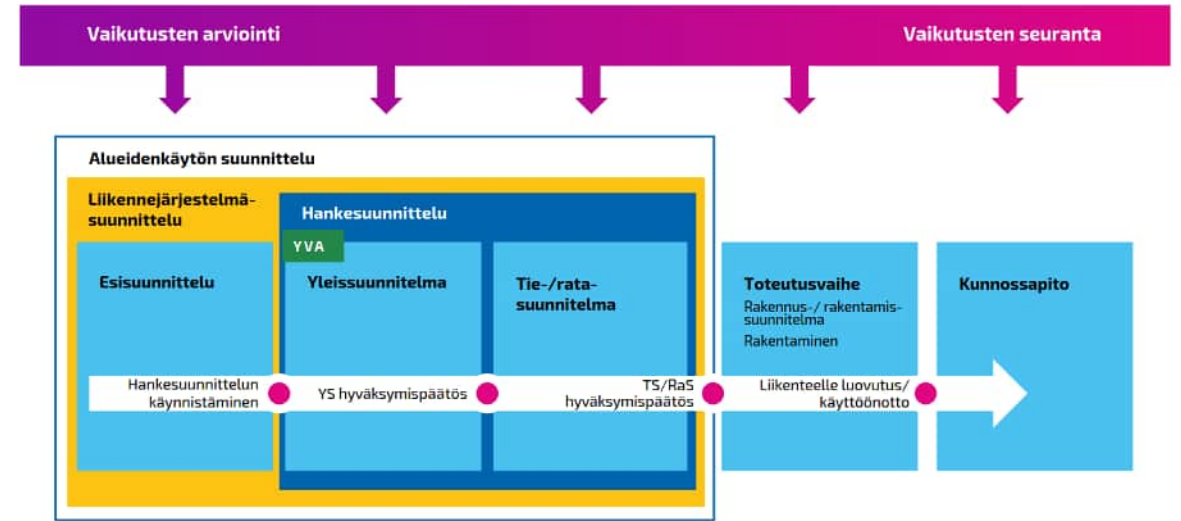 Vaikutusten arviointi
Vaikutusten seuranta
Alueidenkäytön suunnittelu
Liikennejärjestelmä-
suunnittelu
Hankesuunnittelu
YVA
Esisuunnittelu
Yleissuunnitelma
Tie-/rata-
suunnitelma
Toteutusvaihe
Rakennus-/ rakentamis-
suunnitelma
Rakentaminen
Kunnossapito
Hankesuunnittelun
käynnistäminen
YS hyväksymispäätös
TS/RaS
hyväksymispäätös
Liikenteelle luovutus/
käyttöönotto